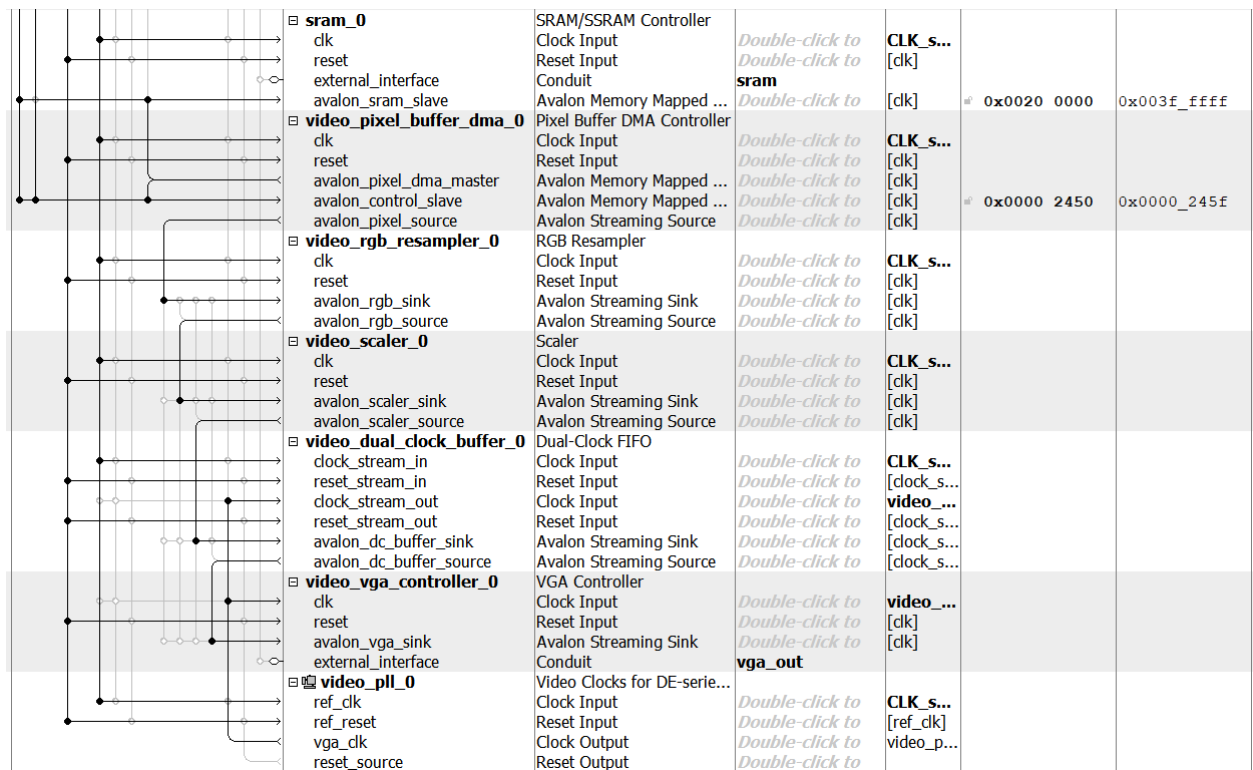 sram_0 SRAM/SSRAM Controller
clk Clock Input Double-click to CLK_s...
reset Reset Input Double-click to [clk]
external_interface Conduit sram
avalon_sram_slave Avalon Memory Mapped ... Double-click to [clk] 0x0020 0000 0x003f_ffff
video_pixel_buffer_dma_0 Pixel Buffer DMA Controller
clk Clock Input Double-click to CLK_s...
reset Reset Input Double-click to [clk]
avalon_pixel_dma_master Avalon Memory Mapped ... Double-click to [clk]
avalon_control_slave Avalon Memory Mapped ... Double-click to [clk] 0x0000 2450 0x0000_245f
avalon_pixel_source Avalon Streaming Source Double-click to [clk]
video_rgb_resampler_0 RGB Resampler
clk Clock Input Double-click to CLK_s...
reset Reset Input Double-click to [clk]
avalon_rgb_sink Avalon Streaming Sink Double-click to [clk]
avalon_rgb_source Avalon Streaming Source Double-click to [clk]
video_scaler_0 Scaler
clk Clock Input Double-click to CLK_s...
reset Reset Input Double-click to [clk]
avalon_scaler_sink Avalon Streaming Sink Double-click to [clk]
avalon_scaler_source Avalon Streaming Source Double-click to [clk]
video_dual_clock_buffer_0 Dual-Clock FIFO
clock_stream_in Clock Input Double-click to CLK_s...
reset_stream_in Reset Input Double-click to [clock_s...
clock_stream_out Clock Input Double-click to video_...
reset_stream_out Reset Input Double-click to [clock_s...
avalon_dc_buffer_sink Avalon Streaming Sink Double-click to [clock_s...
avalon_dc_buffer_source Avalon Streaming Source Double-click to [clock_s...
video_vga_controller_0 VGA Controller
clk Clock Input Double-click to video_...
reset Reset Input Double-click to [clk]
avalon_vga_sink Avalon Streaming Sink Double-click to [clk]
external_interface Conduit vga_out
video_pll_0 Video Clocks for DE-serie...
ref_clk Clock Input Double-click to CLK_s...
ref_reset Reset Input Double-click to [ref_clk]
vga_clk Clock Output Double-click to video_p...
reset_source Reset Output Double-click to